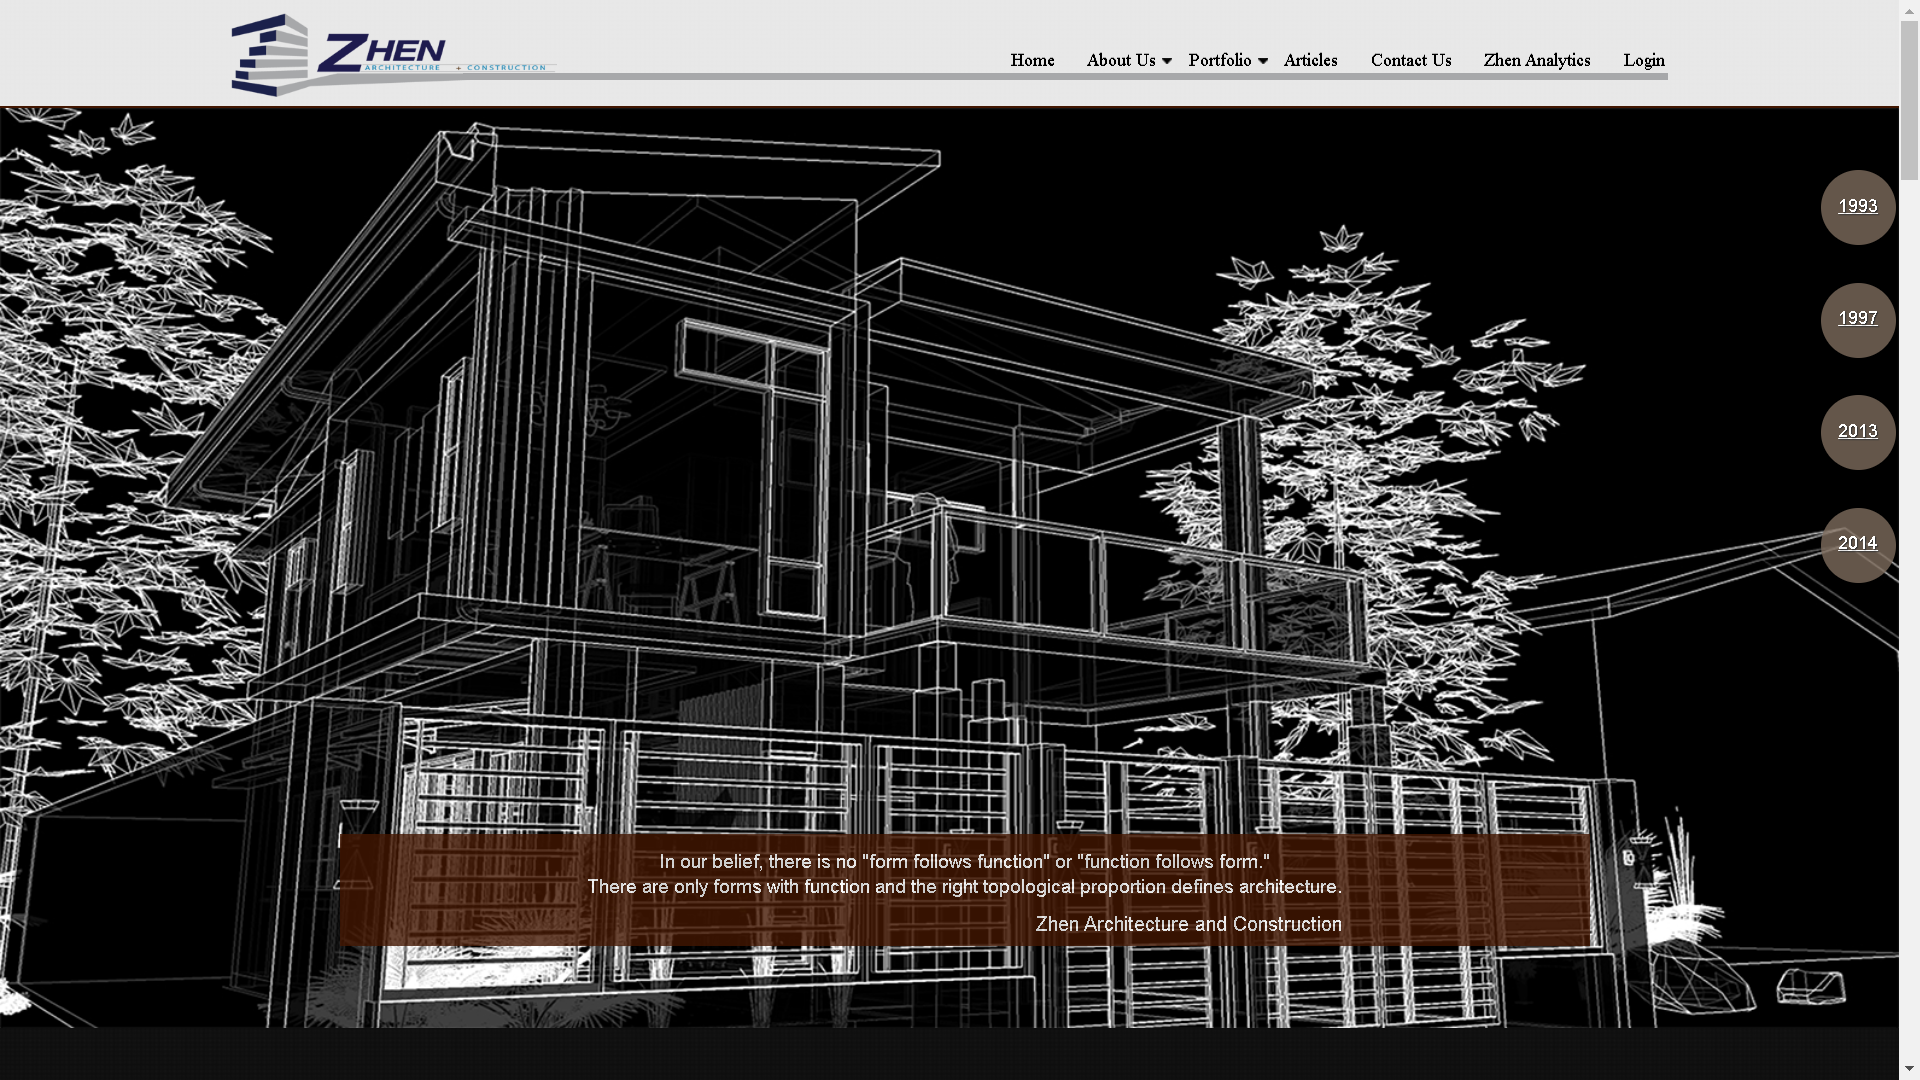 ZHEN
ARCHITECTURE + CONSTRUCTION
Home About Us Portfolio Articles Contact Us Zhen Analytics Login
1993
1997
2013
2014
In our belief, there is no "form follows function" or "function follows form."
There are only forms with function and the right topological proportion defines architecture.
Zhen Architecture and Construction